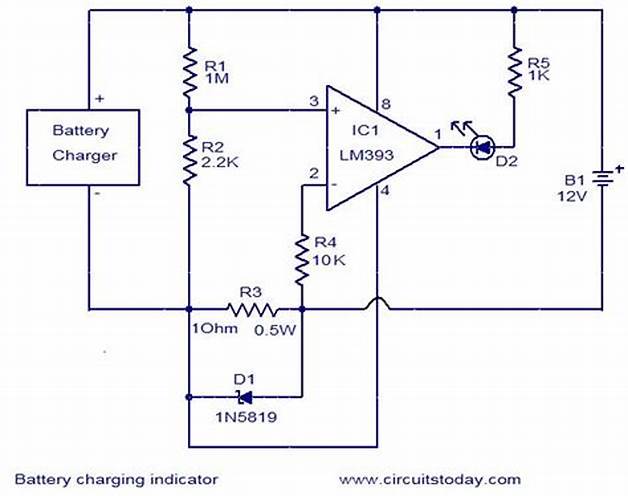 R1
1M
R5
1K
+
3
+
8
Battery
Charger
IC1
LM393
1
R2
2.2K
D2
2
-
-
4
B1
12V
+
R4
10K
R3
1Ohm
0.5W
D1
1N5819
Battery charging indicator
www.circuitstoday.com